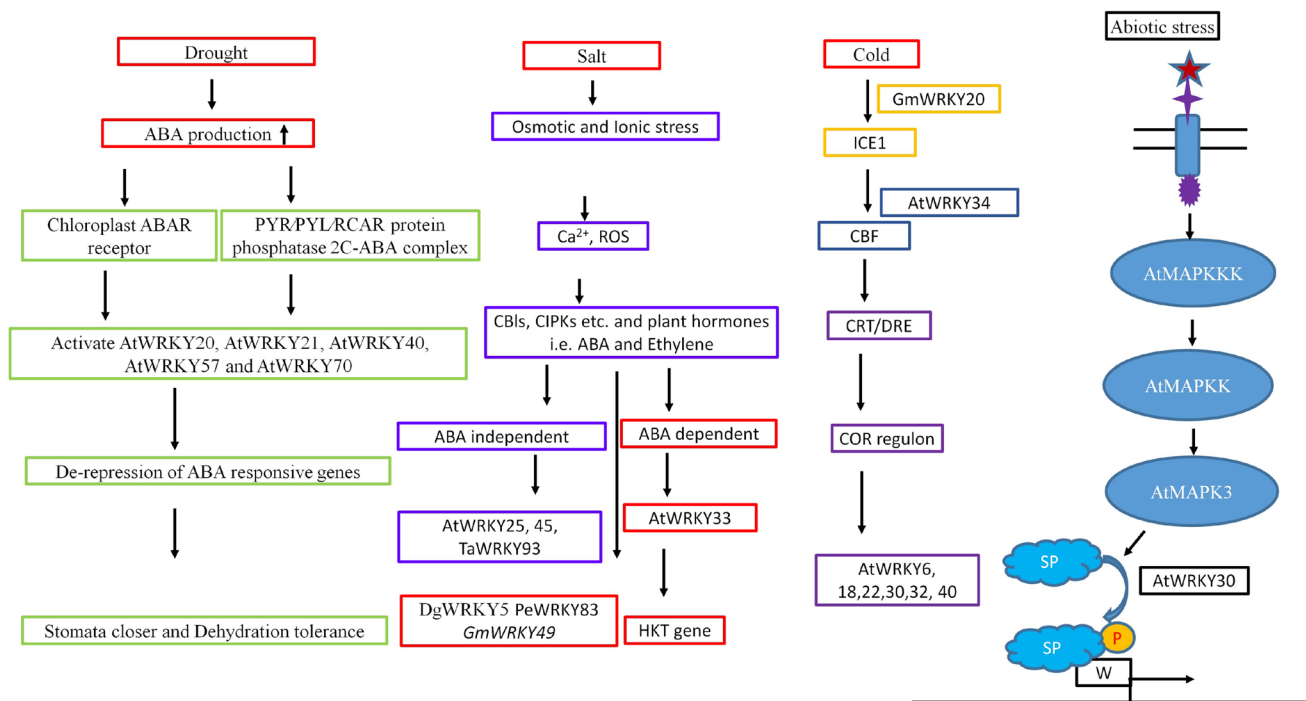 Drought
ABA production
Chloroplast ABAR
receptor
PYR/PYL/RCAR protein
phosphatase 2C-ABA complex
Activate AtWRKY20, AtWRKY21, AtWRKY40,
AtWRKY57 and AtWRKY70
De-repression of ABA responsive genes
Stomata closer and Dehydration tolerance
Salt
Osmotic and Ionic stress
Ca²⁺, ROS
CBls, CIPKs etc. and plant hormones
i.e. ABA and Ethylene
ABA independent
ABA dependent
AtWRKY25, 45,
TaWRKY93
AtWRKY33
DgWRKY5 PeWRKY83
GmWRKY49
HKT gene
Cold
GmWRKY20
ICE1
AtWRKY34
CBF
CRT/DRE
COR regulon
AtWRKY6,
18,22,30,32, 40
Abiotic stress
AtMAPKKK
AtMAPKK
AtMAPK3
SP
AtWRKY30
SP
P
W